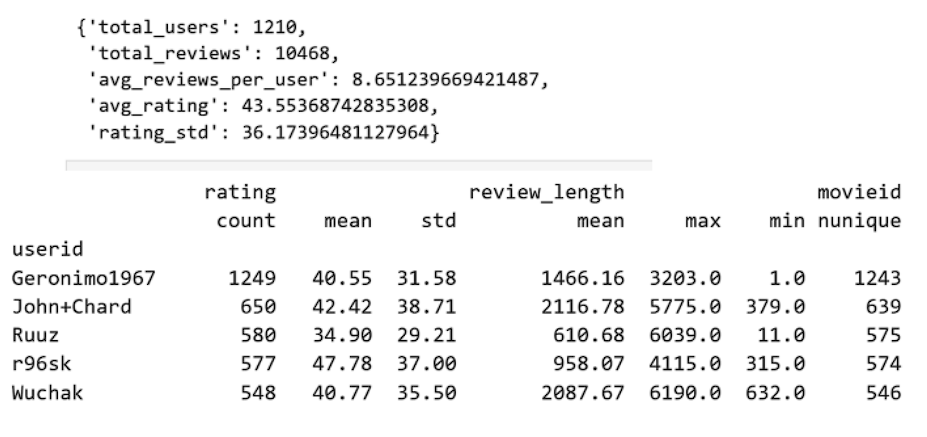 {'total_users': 1210,
'total_reviews': 10468,
'avg_reviews_per_user': 8.651239669421487,
'avg_rating': 43.55368742835308,
'rating_std': 36.17396481127964}
rating review_length movieid
count mean std mean max min nunique
userid
Geronimo1967 1249 40.55 31.58 1466.16 3203.0 1.0 1243
John+Chard 650 42.42 38.71 2116.78 5775.0 379.0 639
Ruuz 580 34.90 29.21 610.68 6039.0 11.0 575
r96sk 577 47.78 37.00 958.07 4115.0 315.0 574
Wuchak 548 40.77 35.50 2087.67 6190.0 632.0 546